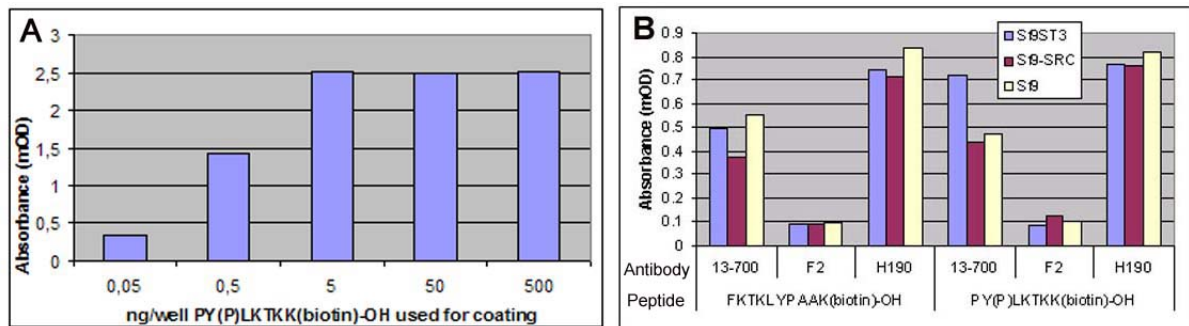 A
Absorbance (mOD)
3
2,5
2
1,5
1
0,5
0
0,05 0,5 5 50 500
ng/well PY(P)LKTKK(biotin)-OH used for coating
B
Absorbance (mOD)
0.9
0.8
0.7
0.6
0.5
0.4
0.3
0.2
0.1
0
Sf9ST3
Sf9-SRC
Sf9
Antibody 13-700 F2 H190 13-700 F2 H190
Peptide FKTKLYPAAK(biotin)-OH PY(P)LKTKK(biotin)-OH